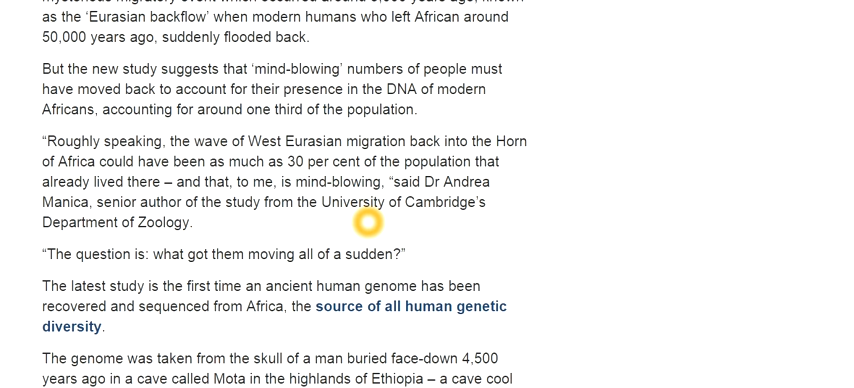 as the ‘Eurasian backflow’ when modern humans who left African around
50,000 years ago, suddenly flooded back.
But the new study suggests that ‘mind-blowing’ numbers of people must
have moved back to account for their presence in the DNA of modern
Africans, accounting for around one third of the population.
“Roughly speaking, the wave of West Eurasian migration back into the Horn
of Africa could have been as much as 30 per cent of the population that
already lived there – and that, to me, is mind-blowing, “said Dr Andrea
Manica, senior author of the study from the University of Cambridge’s
Department of Zoology.
“The question is: what got them moving all of a sudden?”
The latest study is the first time an ancient human genome has been
recovered and sequenced from Africa, the source of all human genetic
diversity.
The genome was taken from the skull of a man buried face-down 4,500
years ago in a cave called Mota in the highlands of Ethiopia – a cave cool